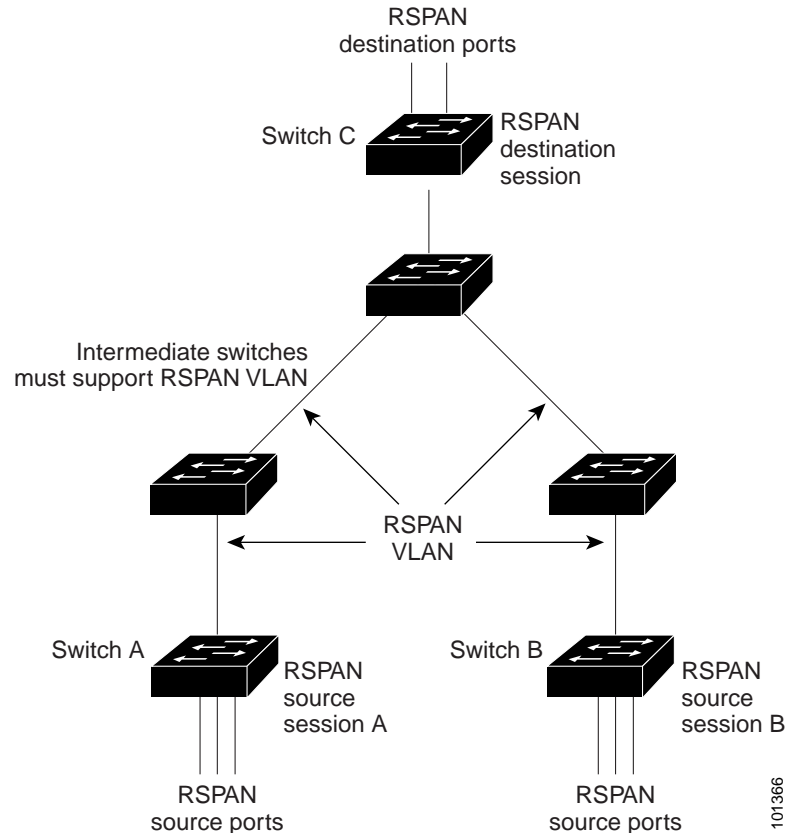 RSPAN
destination ports
Switch C
RSPAN
destination
session
Intermediate switches
must support RSPAN VLAN
RSPAN
VLAN
Switch A
RSPAN
source
session A
Switch B
RSPAN
source
session B
RSPAN
source ports
RSPAN
source ports
101366